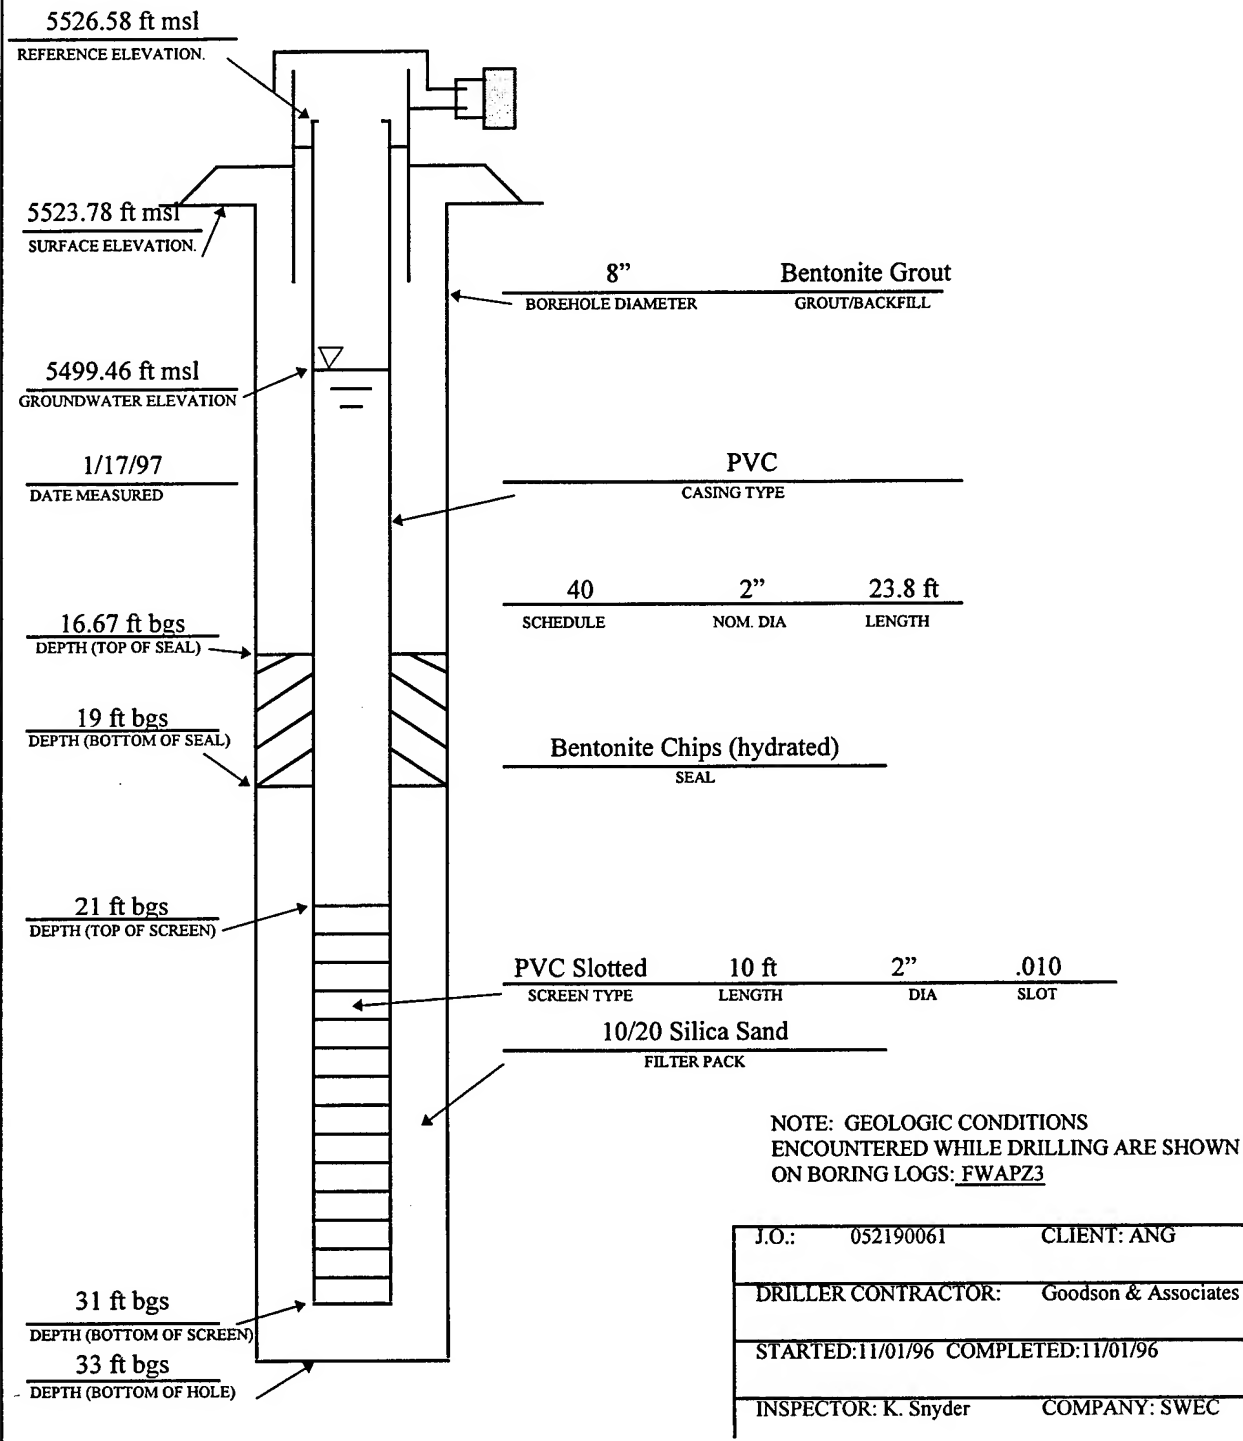 5526.58 ft msl
REFERENCE ELEVATION.
5523.78 ft msl
SURFACE ELEVATION.
8” Bentonite Grout
BOREHOLE DIAMETER GROUT/BACKFILL
5499.46 ft msl
GROUNDWATER ELEVATION
1/17/97
DATE MEASURED
PVC
CASING TYPE
40 2” 23.8 ft
SCHEDULE NOM. DIA LENGTH
16.67 ft bgs
DEPTH (TOP OF SEAL)
19 ft bgs
DEPTH (BOTTOM OF SEAL)
Bentonite Chips (hydrated)
SEAL
21 ft bgs
DEPTH (TOP OF SCREEN)
PVC Slotted 10 ft 2” .010
SCREEN TYPE LENGTH DIA SLOT
10/20 Silica Sand
FILTER PACK
NOTE: GEOLOGIC CONDITIONS
ENCOUNTERED WHILE DRILLING ARE SHOWN
ON BORING LOGS: FWAPZ3
31 ft bgs
DEPTH (BOTTOM OF SCREEN)
33 ft bgs
DEPTH (BOTTOM OF HOLE)
J.O.: 052190061 CLIENT: ANG
DRILLER CONTRACTOR: Goodson & Associates
STARTED:11/01/96 COMPLETED:11/01/96
INSPECTOR: K. Snyder COMPANY: SWEC